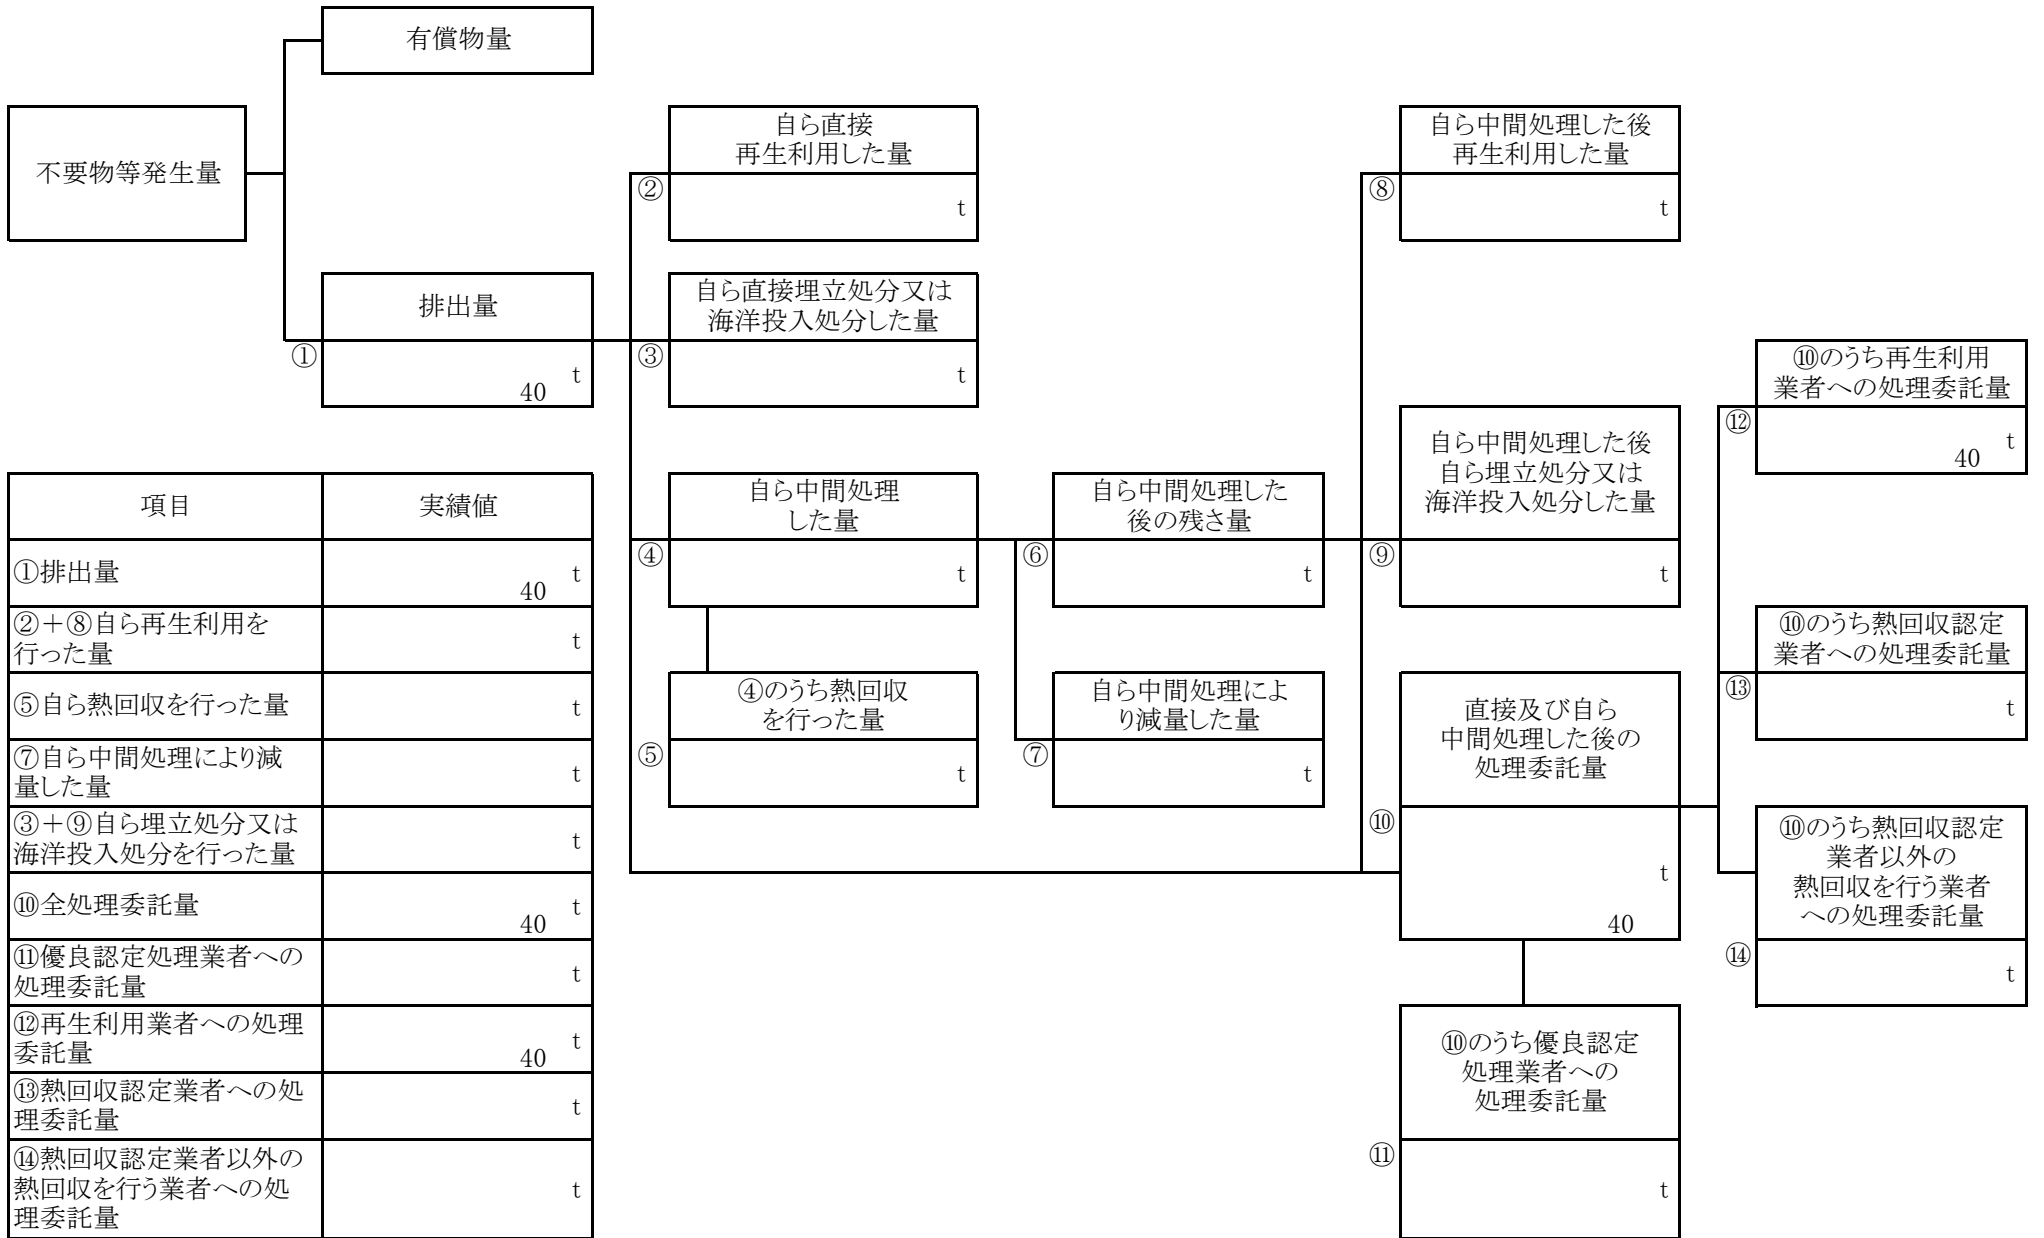 有償物量
不要物等発生量
排出量
①
t
40
自ら直接
再生利用した量
②
t
自ら直接埋立処分又は
海洋投入処分した量
③
t
自ら中間処理
した量
④
t
④のうち熱回収
を行った量
⑤
t
自ら中間処理した
後の残さ量
⑥
t
自ら中間処理によ
り減量した量
⑦
t
自ら中間処理した後
再生利用した量
⑧
t
自ら中間処理した後
自ら埋立処分又は
海洋投入処分した量
⑨
t
直接及び自ら
中間処理した後の
処理委託量
⑩
t
40
⑩のうち優良認定
処理業者への
処理委託量
⑪
t
⑩のうち再生利用
業者への処理委託量
⑫
t
40
⑩のうち熱回収認定
業者への処理委託量
⑬
t
⑩のうち熱回収認定
業者以外の
熱回収を行う業者
への処理委託量
⑭
t
項目 実績値
①排出量 t
40
②+⑧自ら再生利用を
行った量 t
⑤自ら熱回収を行った量 t
⑦自ら中間処理により減
量した量 t
③+⑨自ら埋立処分又は
海洋投入処分を行った量 t
⑩全処理委託量 t
40
⑪優良認定処理業者への
処理委託量 t
⑫再生利用業者への処理
委託量 t
40
⑬熱回収認定業者への処
理委託量 t
⑭熱回収認定業者以外の
熱回収を行う業者への処 t
理委託量